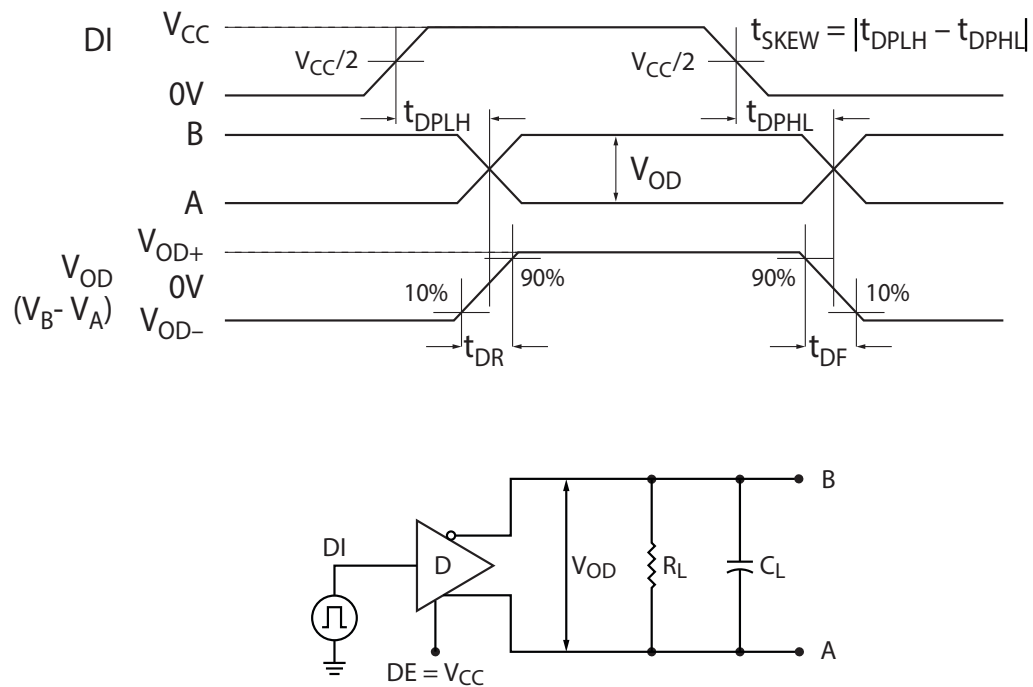 DI
V_CC
V_CC/2
0V
V_CC/2
t_SKEW = |t_DPLH – t_DPHL|
t_DPLH
t_DPHL
B
V_OD
A
V_OD
(V_B- V_A)
V_OD+
0V
V_OD–
10%
90%
90%
10%
t_DR
t_DF
DI
D
DE = V_CC
V_OD
R_L
C_L
B
A